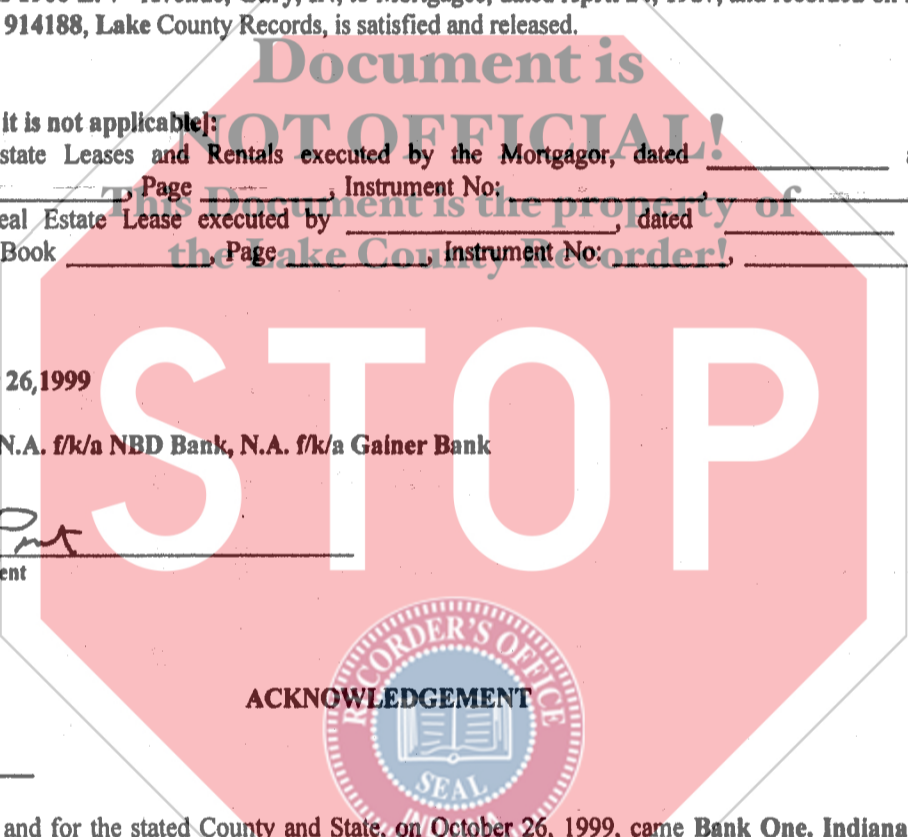 914188, Lake County Records, is satisfied and released.
Document is
it is not applicable]:
NOT OFFICIAL!
state Leases and Rentals executed by the Mortgagor, dated
, Page , Instrument No: ,
This Document is the property of
eal Estate Lease executed by , dated
Book , Page , Instrument No: ,
the Lake County Recorder!
26,1999
STOP
N.A. f/k/a NBD Bank, N.A. f/k/a Gainer Bank
ent
RECORDER'S OFFICE
ACKNOWLEDGEMENT
SEAL
and for the stated County and State, on October 26, 1999, came Bank One, Indiana